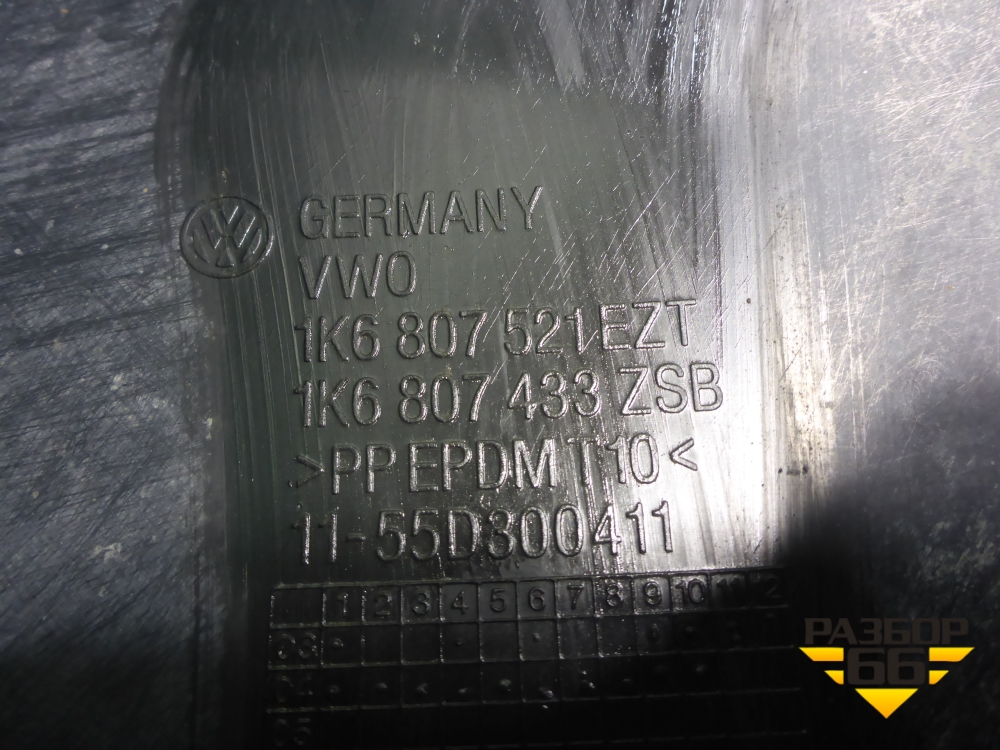 GERMANY
VWO
1K6 807 521 EZT
1K6 807 433 ZSB
>PP EPDM T10<
11-55D300411
1 2 3 4 5 6 7 8 9 10 11 12
РАЗБОР
66